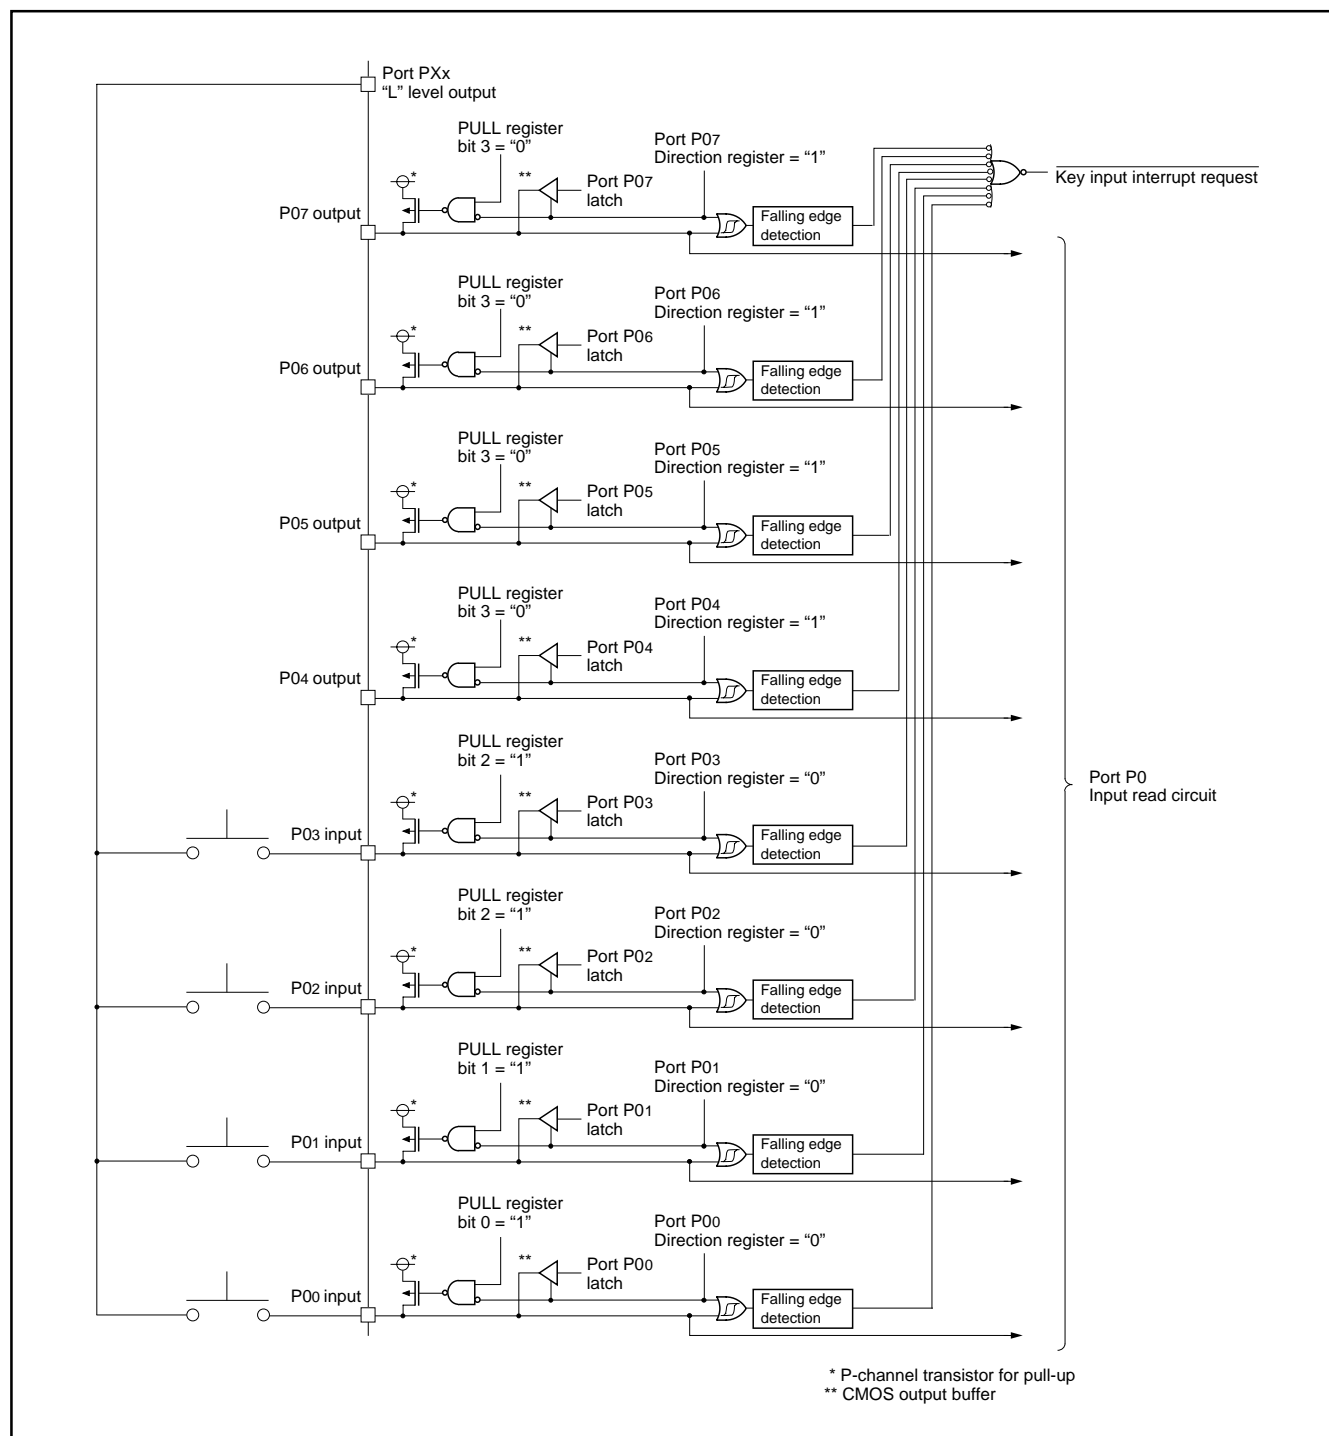 Port PXx
“L” level output
PULL register
bit 3 = “0”
Port P07
Direction register = “1”
*
**
Port P07
latch
Key input interrupt request
P07 output
Falling edge
detection
PULL register
bit 3 = “0”
Port P06
Direction register = “1”
*
**
Port P06
latch
P06 output
Falling edge
detection
PULL register
bit 3 = “0”
Port P05
Direction register = “1”
*
**
Port P05
latch
P05 output
Falling edge
detection
PULL register
bit 3 = “0”
Port P04
Direction register = “1”
*
**
Port P04
latch
P04 output
Falling edge
detection
PULL register
bit 2 = “1”
Port P03
Direction register = “0”
Port P0
Input read circuit
*
**
Port P03
latch
P03 input
Falling edge
detection
PULL register
bit 2 = “1”
Port P02
Direction register = “0”
*
**
Port P02
latch
P02 input
Falling edge
detection
PULL register
bit 1 = “1”
Port P01
Direction register = “0”
*
**
Port P01
latch
P01 input
Falling edge
detection
PULL register
bit 0 = “1”
Port P00
Direction register = “0”
*
**
Port P00
latch
P00 input
Falling edge
detection
* P-channel transistor for pull-up
** CMOS output buffer